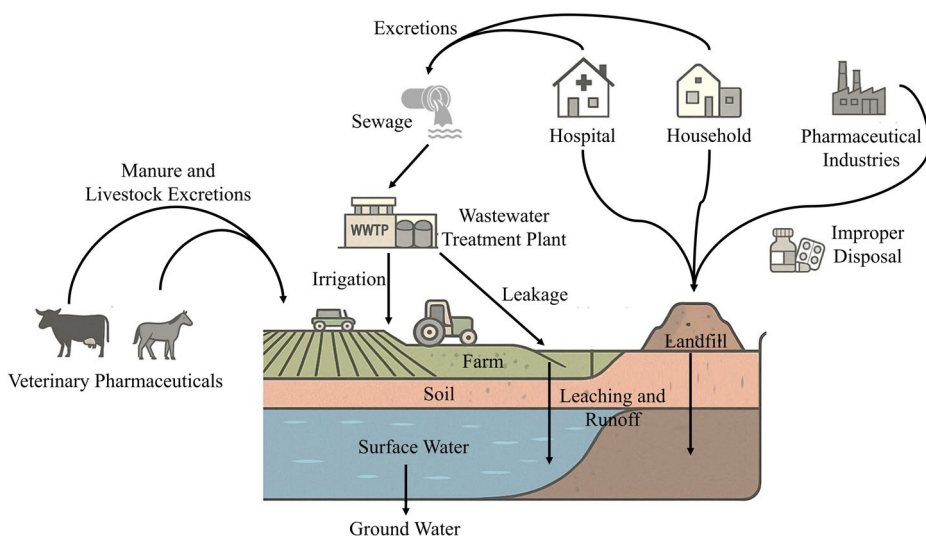 Excretions
Sewage
Hospital
Household
Pharmaceutical
Industries
Manure and
Livestock Excretions
WWTP
Wastewater
Treatment Plant
Improper
Disposal
Irrigation
Leakage
Veterinary Pharmaceuticals
Farm
Landfill
Soil
Leaching and
Runoff
Surface Water
Ground Water